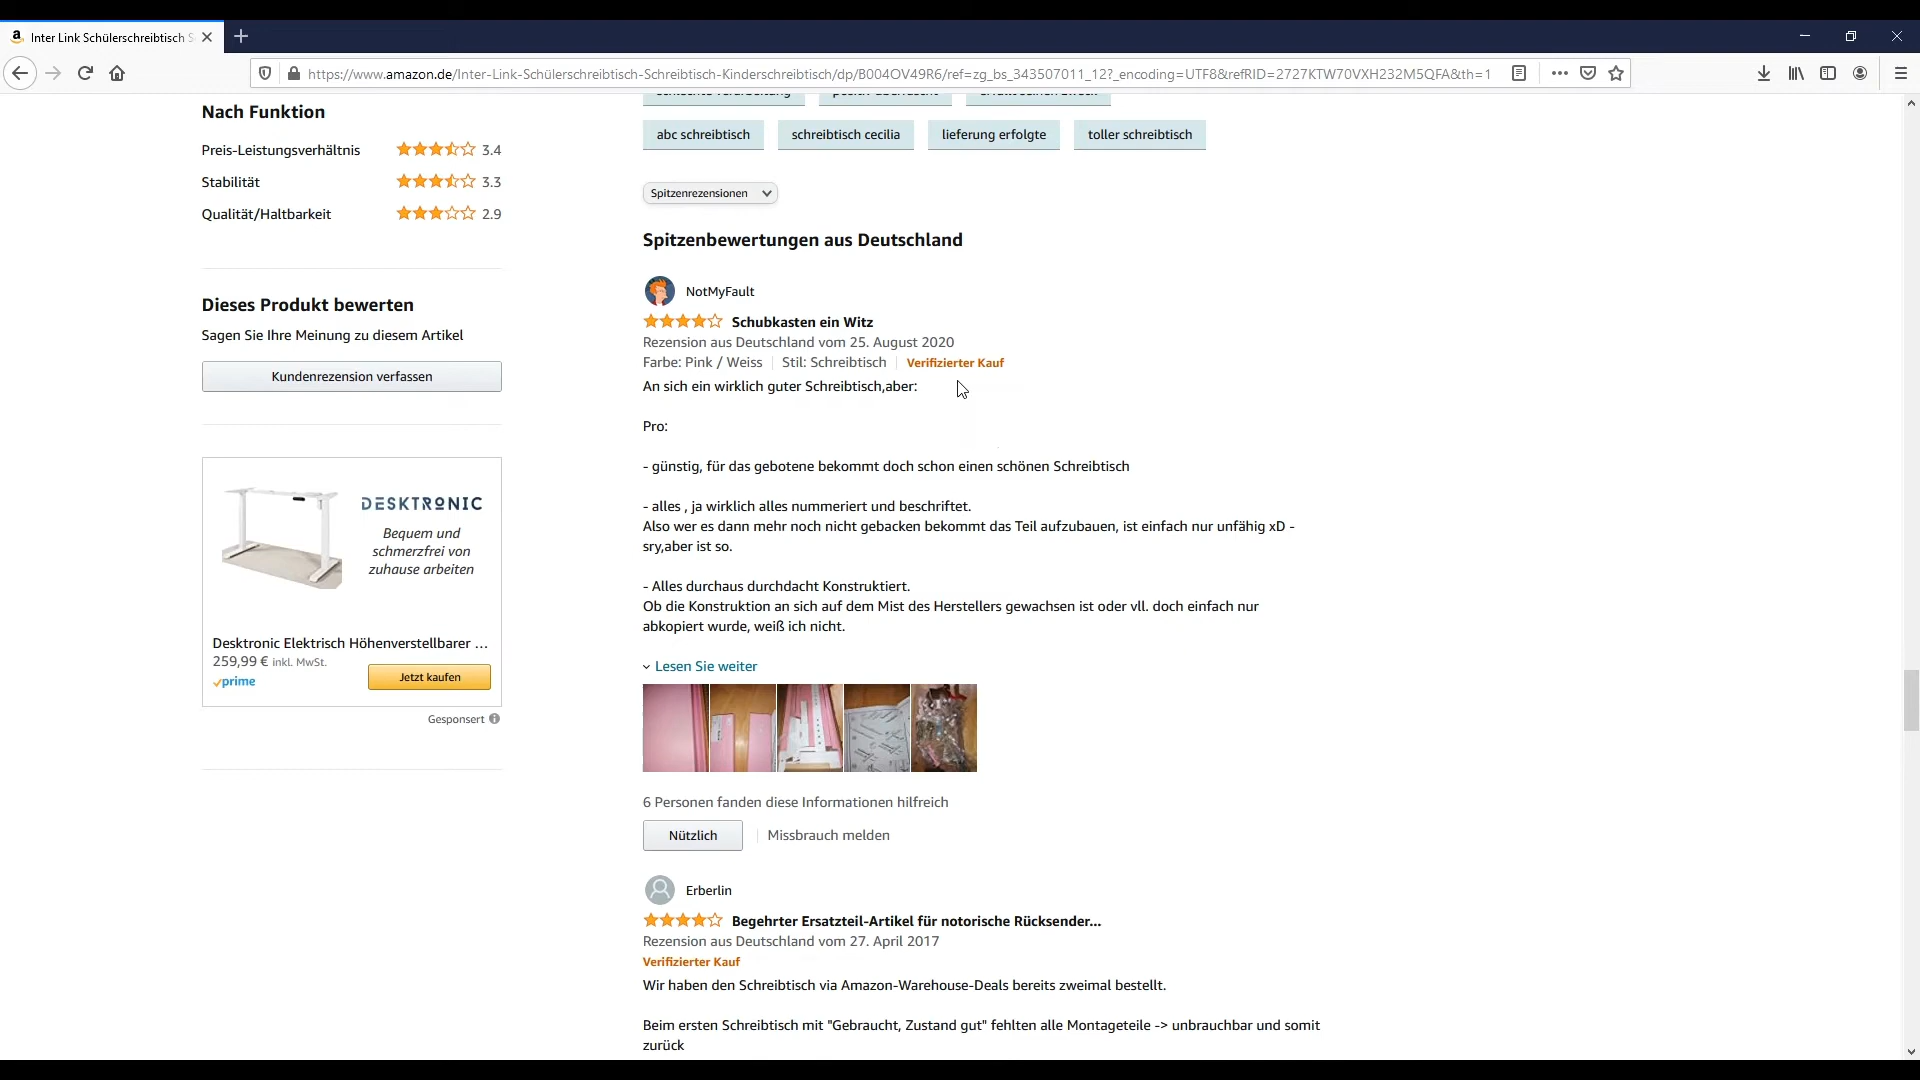 Inter Link Schülerschreibtisch S
https://www.amazon.de/Inter-Link-Schülerschreibtisch-Schreibtisch-Kinderschreibtisch/dp/B004OV49R6/ref=zg_bs_343507011_12?_encoding=UTF8&refRID=2727KTW70VXH232M5QFA&th=1
Nach Funktion
Preis-Leistungsverhältnis 3.4
Stabilität 3.3
Qualität/Haltbarkeit 2.9
Dieses Produkt bewerten
Sagen Sie Ihre Meinung zu diesem Artikel
Kundenrezension verfassen
DESKTRONIC
Bequem und
schmerzfrei von
zuhause arbeiten
Desktronic Elektrisch Höhenverstellbarer ...
259,99 € inkl. MwSt.
prime
Jetzt kaufen
Gesponsert
schlechte verarbeitung positiv überrascht erfüllt seinen zweck
abc schreibtisch schreibtisch cecilia lieferung erfolgte toller schreibtisch
Spitzenrezensionen
Spitzenbewertungen aus Deutschland
NotMyFault
Schubkasten ein Witz
Rezension aus Deutschland vom 25. August 2020
Farbe: Pink / Weiss | Stil: Schreibtisch | Verifizierter Kauf
An sich ein wirklich guter Schreibtisch,aber:
Pro:
- günstig, für das gebotene bekommt doch schon einen schönen Schreibtisch
- alles , ja wirklich alles nummeriert und beschriftet.
Also wer es dann mehr noch nicht gebacken bekommt das Teil aufzubauen, ist einfach nur unfähig xD -
sry,aber ist so.
- Alles durchaus durchdacht Konstruktiert.
Ob die Konstruktion an sich auf dem Mist des Herstellers gewachsen ist oder vll. doch einfach nur
abkopiert wurde, weiß ich nicht.
Lesen Sie weiter
6 Personen fanden diese Informationen hilfreich
Nützlich | Missbrauch melden
Erberlin
Begehrter Ersatzteil-Artikel für notorische Rücksender...
Rezension aus Deutschland vom 27. April 2017
Verifizierter Kauf
Wir haben den Schreibtisch via Amazon-Warehouse-Deals bereits zweimal bestellt.
Beim ersten Schreibtisch mit "Gebraucht, Zustand gut" fehlten alle Montageteile -> unbrauchbar und somit
zurück